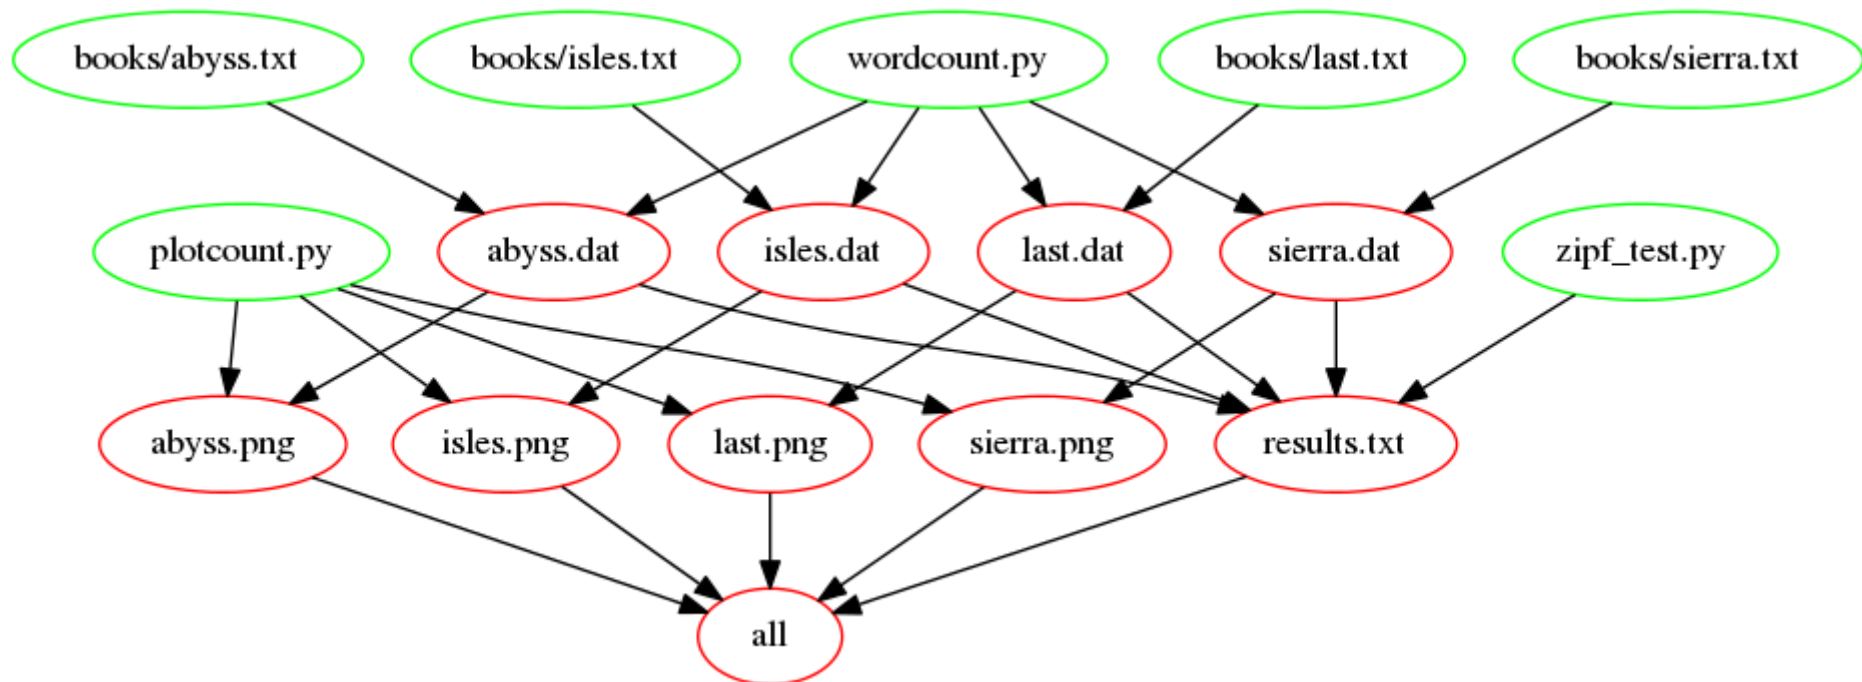 books/abyss.txt
books/isles.txt
wordcount.py
books/last.txt
books/sierra.txt
plotcount.py
abyss.dat
isles.dat
last.dat
sierra.dat
zipf_test.py
abyss.png
isles.png
last.png
sierra.png
results.txt
all